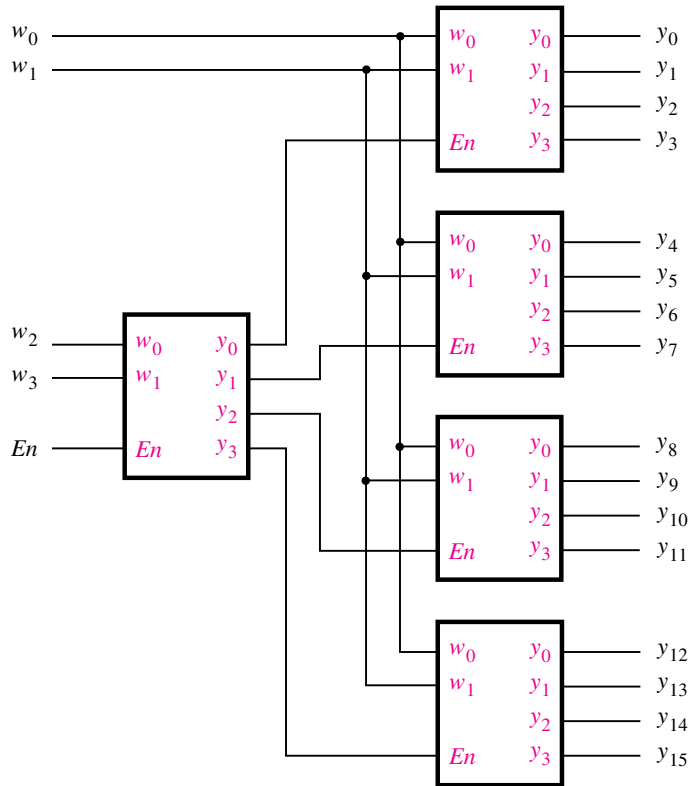 w0 w0 y0 y0
w1 w1 y1 y1
y2 y2
En y3 y3
w0 y0 y4
w1 y1 y5
y2 y6
En y3 y7
w2 w0 y0
w3 w1 y1
y2
En En y3
w0 y0 y8
w1 y1 y9
y2 y10
En y3 y11
w0 y0 y12
w1 y1 y13
y2 y14
En y3 y15